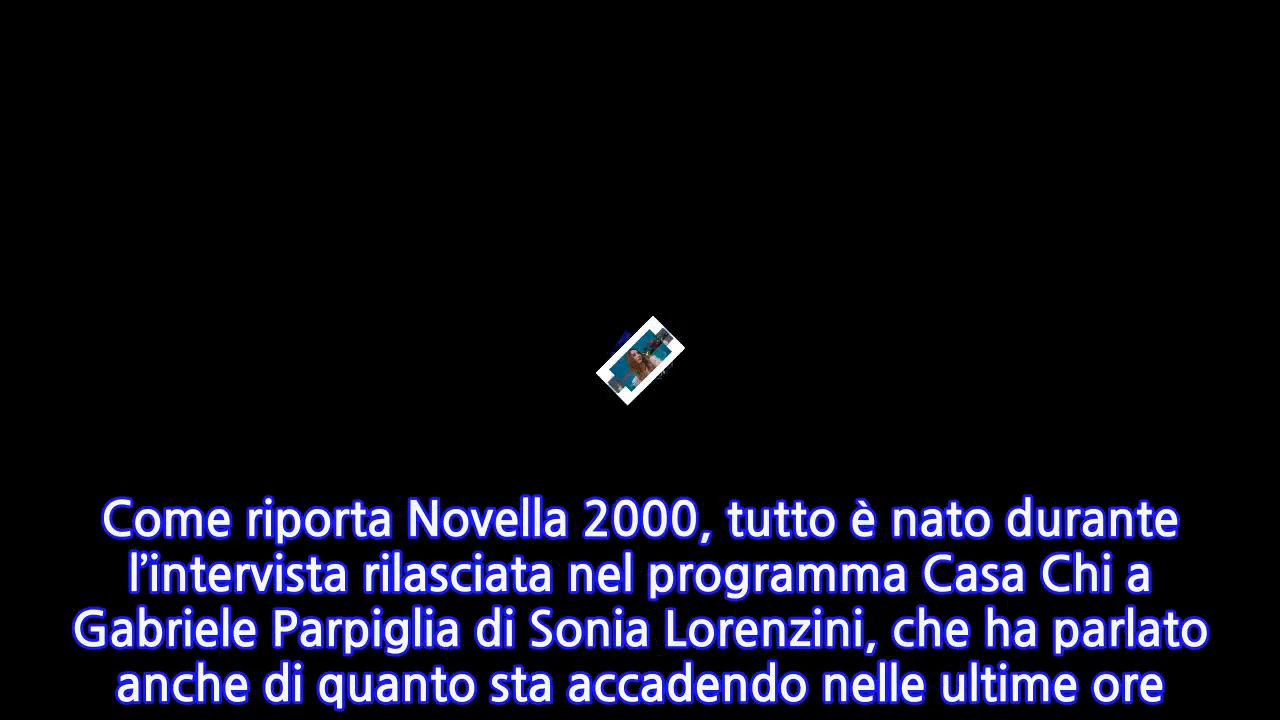 Come riporta Novella 2000, tutto è nato durante
l’intervista rilasciata nel programma Casa Chi a
Gabriele Parpiglia di Sonia Lorenzini, che ha parlato
anche di quanto sta accadendo nelle ultime ore